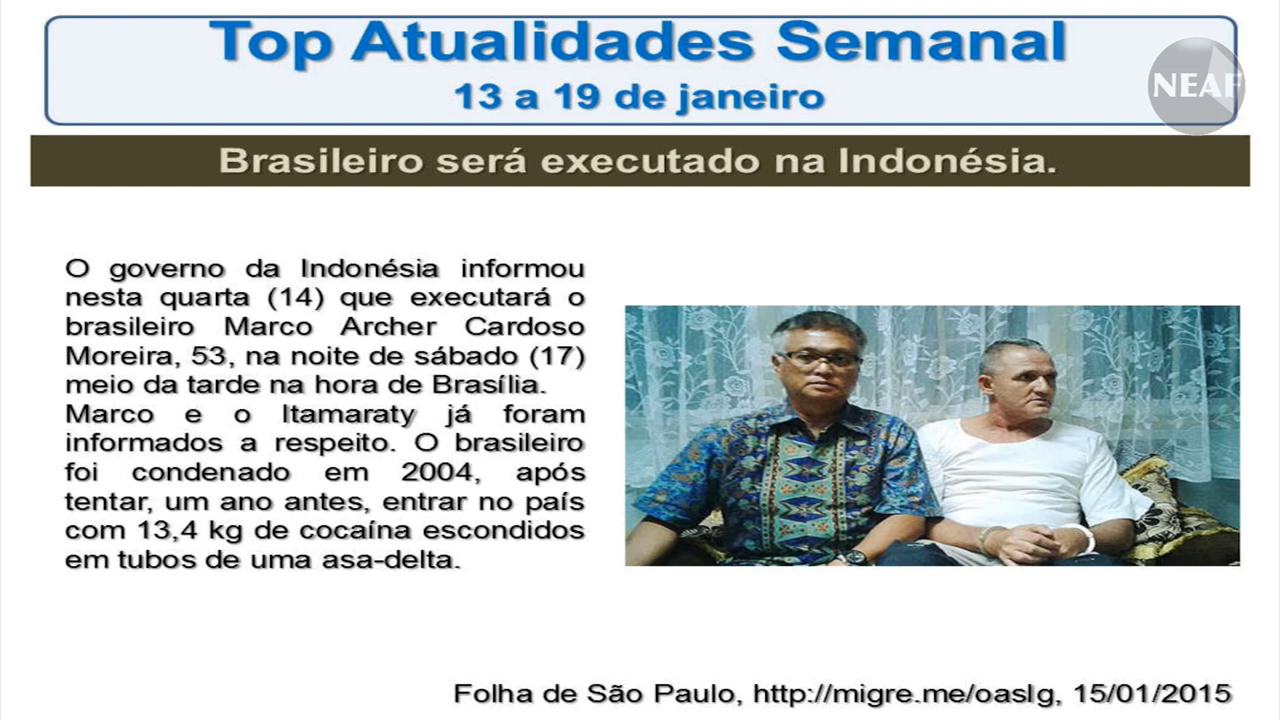 Top Atualidades Semanal
13 a 19 de janeiro
NEAF
Brasileiro será executado na Indonésia.
O governo da Indonésia informou
nesta quarta (14) que executará o
brasileiro Marco Archer Cardoso
Moreira, 53, na noite de sábado (17)
meio da tarde na hora de Brasília.
Marco e o Itamaraty já foram
informados a respeito. O brasileiro
foi condenado em 2004, após
tentar, um ano antes, entrar no país
com 13,4 kg de cocaína escondidos
em tubos de uma asa-delta.
Folha de São Paulo, http://migre.me/oaslg, 15/01/2015